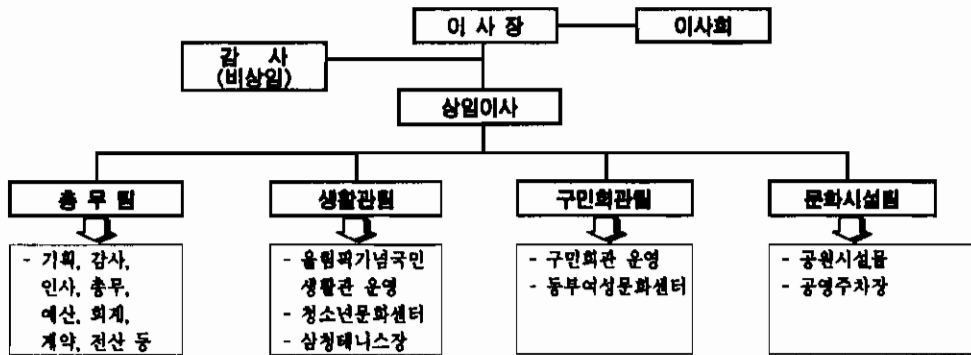 이 사 장
이사회
감 사
(비상임)
상임이사
총 무 팀
생활관팀
구민회관팀
문화시설팀
- 기획, 감사,
인사, 총무,
예산, 회계,
계약, 전산 등
- 올림픽기념국민
생활관 운영
- 청소년문화센터
- 삼청테니스장
- 구민회관 운영
- 동부여성문화센터
- 공원시설물
- 공영주차장